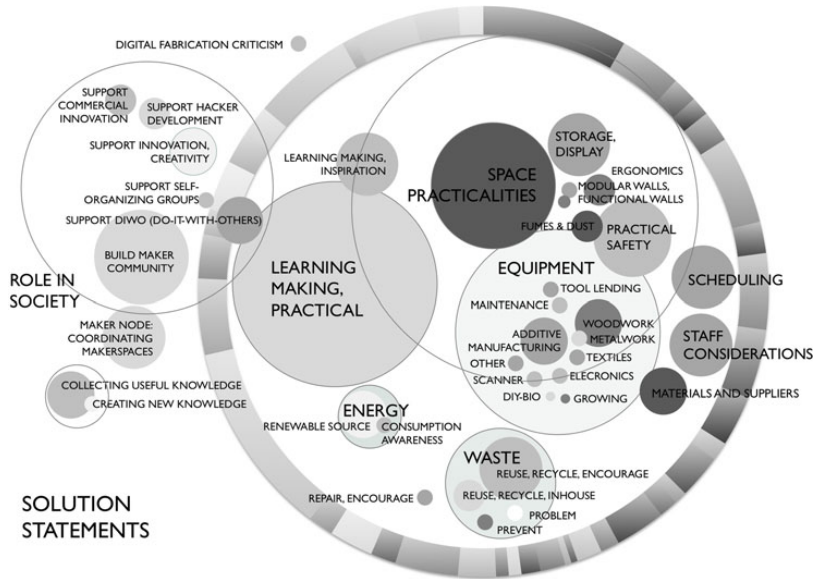 DIGITAL FABRICATION CRITICISM
SUPPORT
COMMERCIAL
INNOVATION
SUPPORT HACKER
DEVELOPMENT
SUPPORT INNOVATION,
CREATIVITY
SUPPORT SELF-
ORGANIZING GROUPS
SUPPORT DIWO (DO-IT-WITH-OTHERS)
BUILD MAKER
COMMUNITY
ROLE IN
SOCIETY
MAKER NODE:
COORDINATING
MAKERSPACES
COLLECTING USEFUL KNOWLEDGE
CREATING NEW KNOWLEDGE
LEARNING MAKING,
INSPIRATION
LEARNING
MAKING,
PRACTICAL
SPACE
PRACTICALITIES
STORAGE,
DISPLAY
ERGONOMICS
MODULAR WALLS,
FUNCTIONAL WALLS
FUMES & DUST
PRACTICAL
SAFETY
EQUIPMENT
TOOL LENDING
MAINTENANCE
WOODWORK
METALWORK
ADDITIVE
MANUFACTURING
TEXTILES
OTHER
SCANNER
ELECRONICS
DIY-BIO
GROWING
SCHEDULING
STAFF
CONSIDERATIONS
MATERIALS AND SUPPLIERS
ENERGY
RENEWABLE SOURCE
CONSUMPTION
AWARENESS
WASTE
REUSE, RECYCLE, ENCOURAGE
REUSE, RECYCLE, INHOUSE
PROBLEM
PREVENT
REPAIR, ENCOURAGE
SOLUTION
STATEMENTS